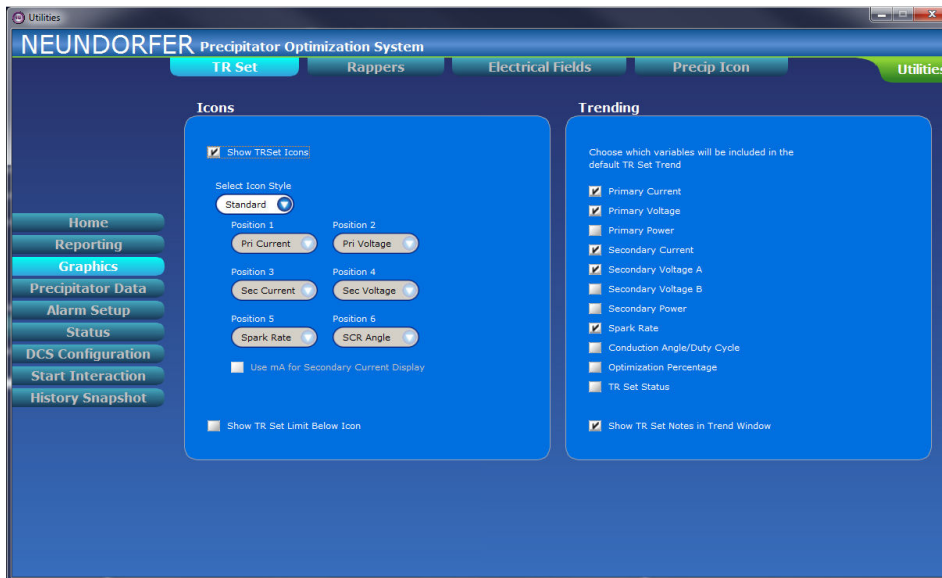 Utilities
NEUNDORFER Precipitator Optimization System
TR Set Rappers Electrical Fields Precip Icon Utilities
Home
Reporting
Graphics
Precipitator Data
Alarm Setup
Status
DCS Configuration
Start Interaction
History Snapshot
Icons
Show TRSet Icons
Select Icon Style
Standard
Position 1 Position 2
Pri Current Pri Voltage
Position 3 Position 4
Sec Current Sec Voltage
Position 5 Position 6
Spark Rate SCR Angle
Use mA for Secondary Current Display
Show TR Set Limit Below Icon
Trending
Choose which variables will be included in the
default TR Set Trend
Primary Current
Primary Voltage
Primary Power
Secondary Current
Secondary Voltage A
Secondary Voltage B
Secondary Power
Spark Rate
Conduction Angle/Duty Cycle
Optimization Percentage
TR Set Status
Show TR Set Notes in Trend Window